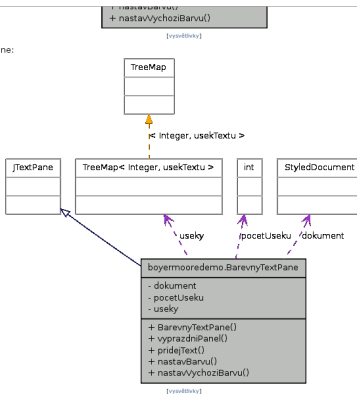 + nastavBarvu()
+ nastavVychoziBarvu()
[vysvětlivky]
ne:
TreeMap
< Integer, usekTextu >
JTextPane
TreeMap< Integer, usekTextu >
int
StyledDocument
useky
pocetUseku
dokument
boyermooredemo.BarevnyTextPane
- dokument
- pocetUseku
- useky
+ BarevnyTextPane()
+ vyprazdniPanel()
+ pridejText()
+ nastavBarvu()
+ nastavVychoziBarvu()
[vysvětlivky]